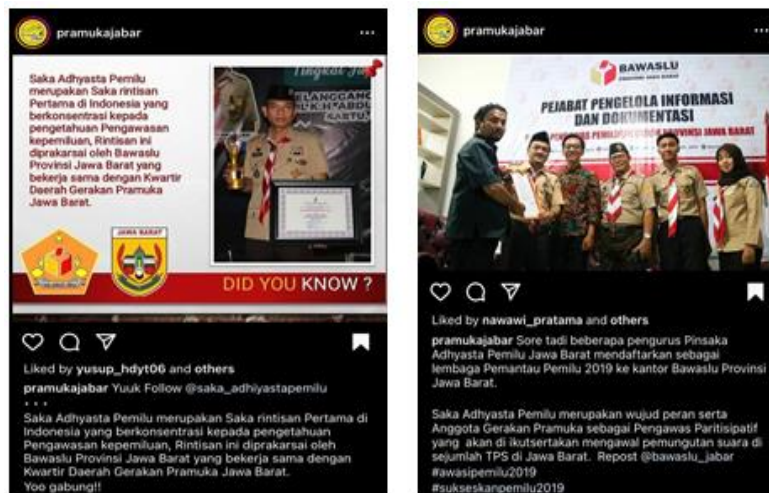 pramukajabar
Saka Adhyasta Pemilu
merupakan Saka rintisan
Pertama di Indonesia yang
berkonsentrasi kepada
pengetahuan Pengawasan
kepemiluan, Rintisan ini
diprakarsai oleh Bawaslu
Provinsi Jawa Barat yang
bekerja sama dengan Kwartir
Daerah Gerakan Pramuka
Jawa Barat.
JAWA BARAT
DID YOU KNOW ?
Liked by yusup_hdyt06 and others
pramukajabar Yuuk Follow @saka_adhiyastapemilu
• • •
Saka Adhyasta Pemilu merupakan Saka rintisan Pertama di
Indonesia yang berkonsentrasi kepada pengetahuan
Pengawasan kepemiluan, Rintisan ini diprakarsai oleh
Bawaslu Provinsi Jawa Barat yang bekerja sama dengan
Kwartir Daerah Gerakan Pramuka Jawa Barat.
Yoo gabung!!
pramukajabar
BAWASLU
PEJABAT PENGELOLA INFORMASI
DAN DOKUMENTASI
PROVINSI JAWA BARAT
Liked by nawawi_pratama and others
pramukajabar Sore tadi beberapa pengurus Pinsaka
Adhyasta Pemilu Jawa Barat mendaftarkan sebagai
lembaga Pemantau Pemilu 2019 ke kantor Bawaslu Provinsi
Jawa Barat.
Saka Adhyasta Pemilu merupakan wujud peran serta
Anggota Gerakan Pramuka sebagai Pengawas Paritisipatif
yang akan di ikutsertakan mengawal pemungutan suara di
sejumlah TPS di Jawa Barat. Repost @bawaslu_jabar
#awasipemilu2019
#sukseskanpemilu2019